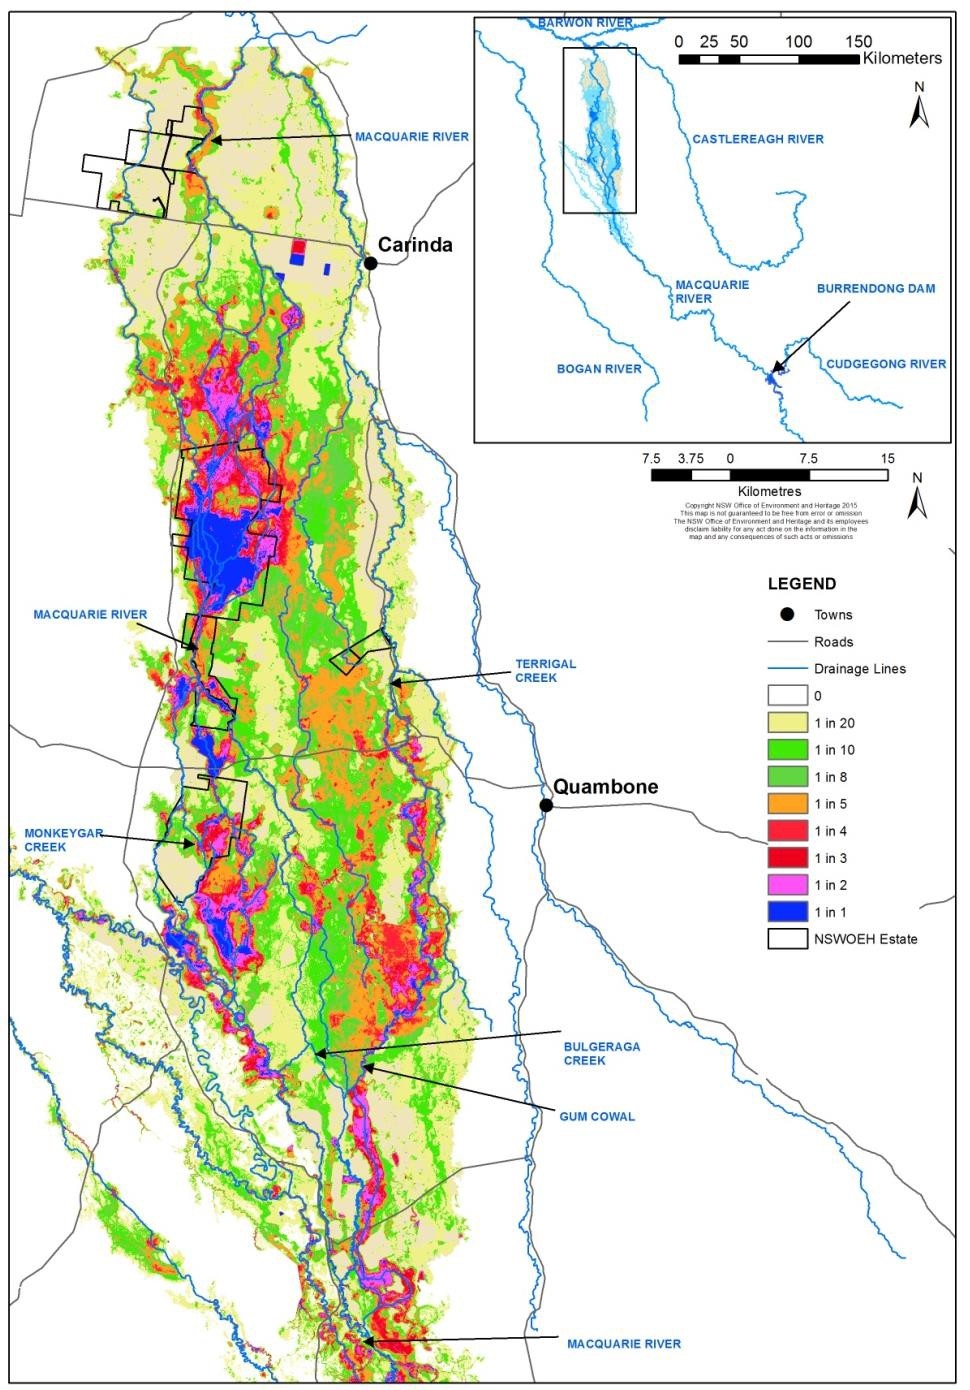 BARWON RIVER
0 25 50 100 150
Kilometers
N
MACQUARIE RIVER
CASTLEREAGH RIVER
Carinda
MACQUARIE
RIVER
BURRENDONG DAM
BOGAN RIVER
CUDGEGONG RIVER
7.5 3.75 0 7.5 15
Kilometres
N
Copyright NSW Office of Environment and Heritage 2015
This map is not guaranteed to be free from error or omission
The NSW Office of Environment and Heritage and its employees
disclaim liability for any act done on the information in the
map and any consequences of such acts or omissions
LEGEND
Towns
Roads
Drainage Lines
0
1 in 20
1 in 10
1 in 8
1 in 5
1 in 4
1 in 3
1 in 2
1 in 1
NSWOEH Estate
MACQUARIE RIVER
TERRIGAL
CREEK
Quambone
MONKEYGAR
CREEK
BULGERAGA
CREEK
GUM COWAL
MACQUARIE RIVER